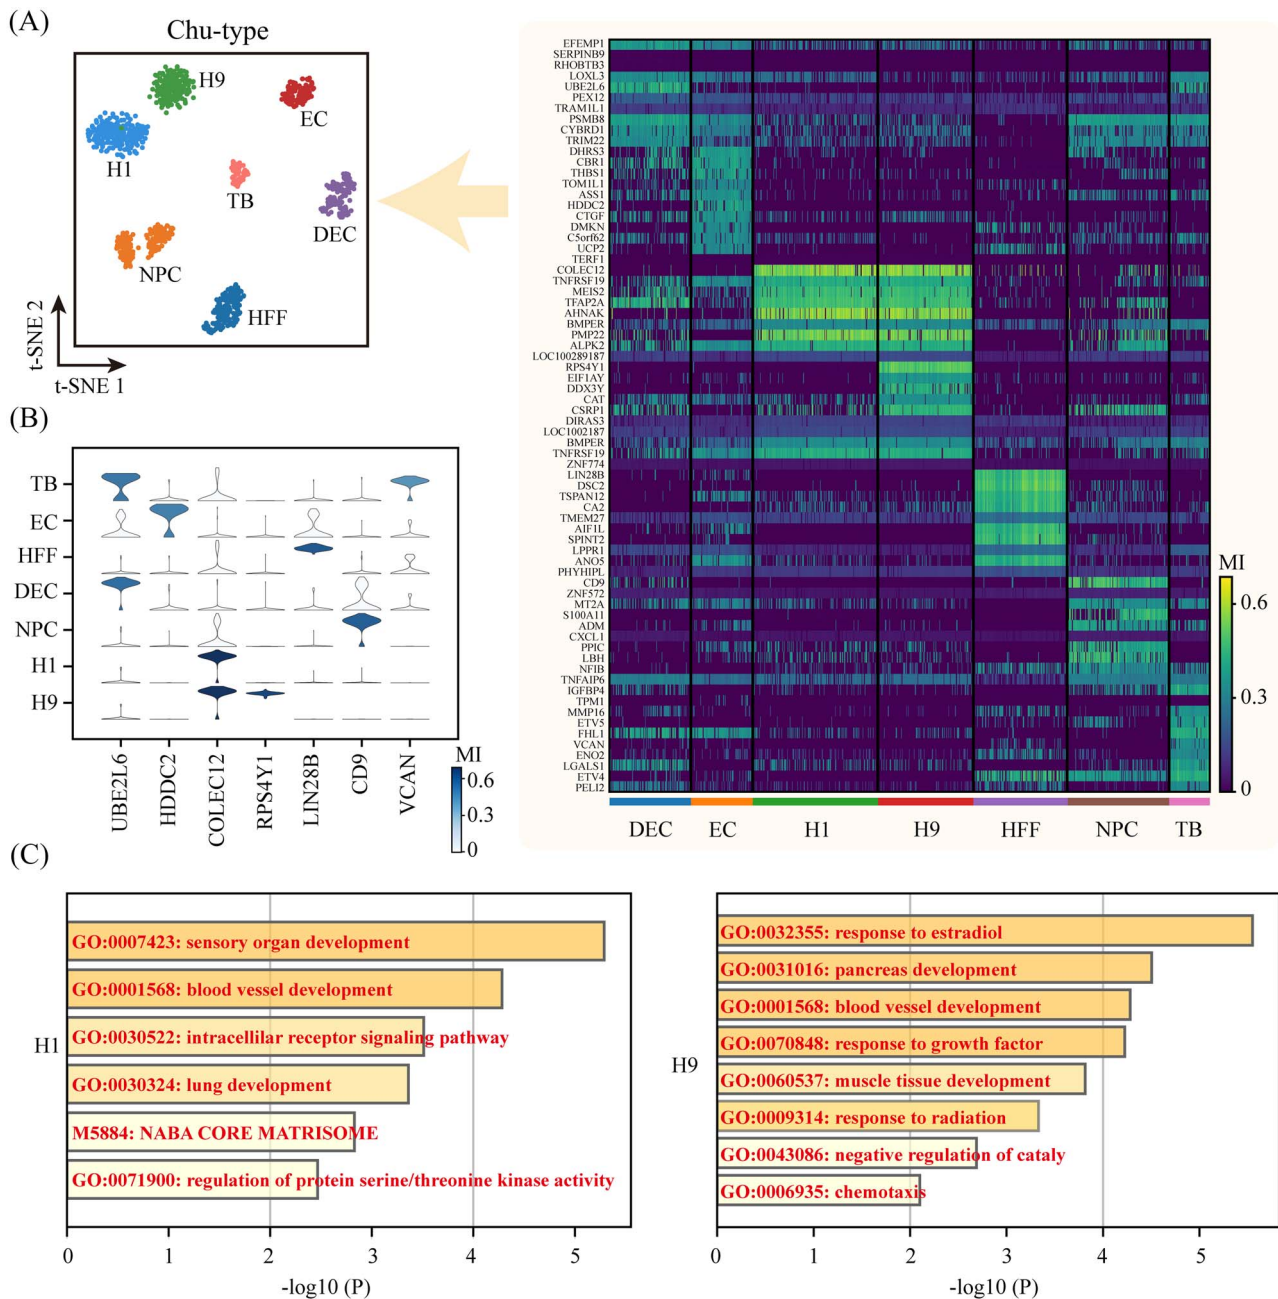 (A)
Chu-type
H9
EC
H1
TB
DEC
NPC
HFF
t-SNE 2
t-SNE 1
EFEMP1
SERPINB9
RHOBTB3
LOXL3
UBE2L6
PEX12
TRAM1L1
PSMB8
CYBRD1
TRIM22
DHRS3
CBR1
THBS1
TOM1L1
ASS1
HDDC2
CTGF
DMKN
C5orf62
UCP2
TERF1
COLEC12
TNFRSF19
MEIS2
TFAP2A
AHNAK
BMPER
PMP22
ALPK2
LOC100289187
RPS4Y1
EIF1AY
DDX3Y
CAT
CSRP1
DIRAS3
LOC1002187
BMPER
TNFRSF19
ZNF774
LIN28B
DSC2
TSPAN12
CA2
TMEM27
AIF1L
SPINT2
LPPR1
ANO5
PHYHIPL
CD9
ZNF572
MT2A
S100A11
ADM
CXCL1
PPIC
LBH
NFIB
TNFAIP6
IGFBP4
TPM1
MMP16
ETV5
FHL1
VCAN
ENO2
LGALS1
ETV4
PELI2
DEC
EC
H1
H9
HFF
NPC
TB
MI
0.6
0.3
0
(B)
TB
EC
HFF
DEC
NPC
H1
H9
UBE2L6
HDDC2
COLEC12
RPS4Y1
LIN28B
CD9
VCAN
MI
0.6
0.3
0
(C)
H1
GO:0007423: sensory organ development
GO:0001568: blood vessel development
GO:0030522: intracellilar receptor signaling pathway
GO:0030324: lung development
M5884: NABA CORE MATRISOME
GO:0071900: regulation of protein serine/threonine kinase activity
0 1 2 3 4 5
-log10 (P)
H9
GO:0032355: response to estradiol
GO:0031016: pancreas development
GO:0001568: blood vessel development
GO:0070848: response to growth factor
GO:0060537: muscle tissue development
GO:0009314: response to radiation
GO:0043086: negative regulation of cataly
GO:0006935: chemotaxis
0 1 2 3 4 5
-log10 (P)